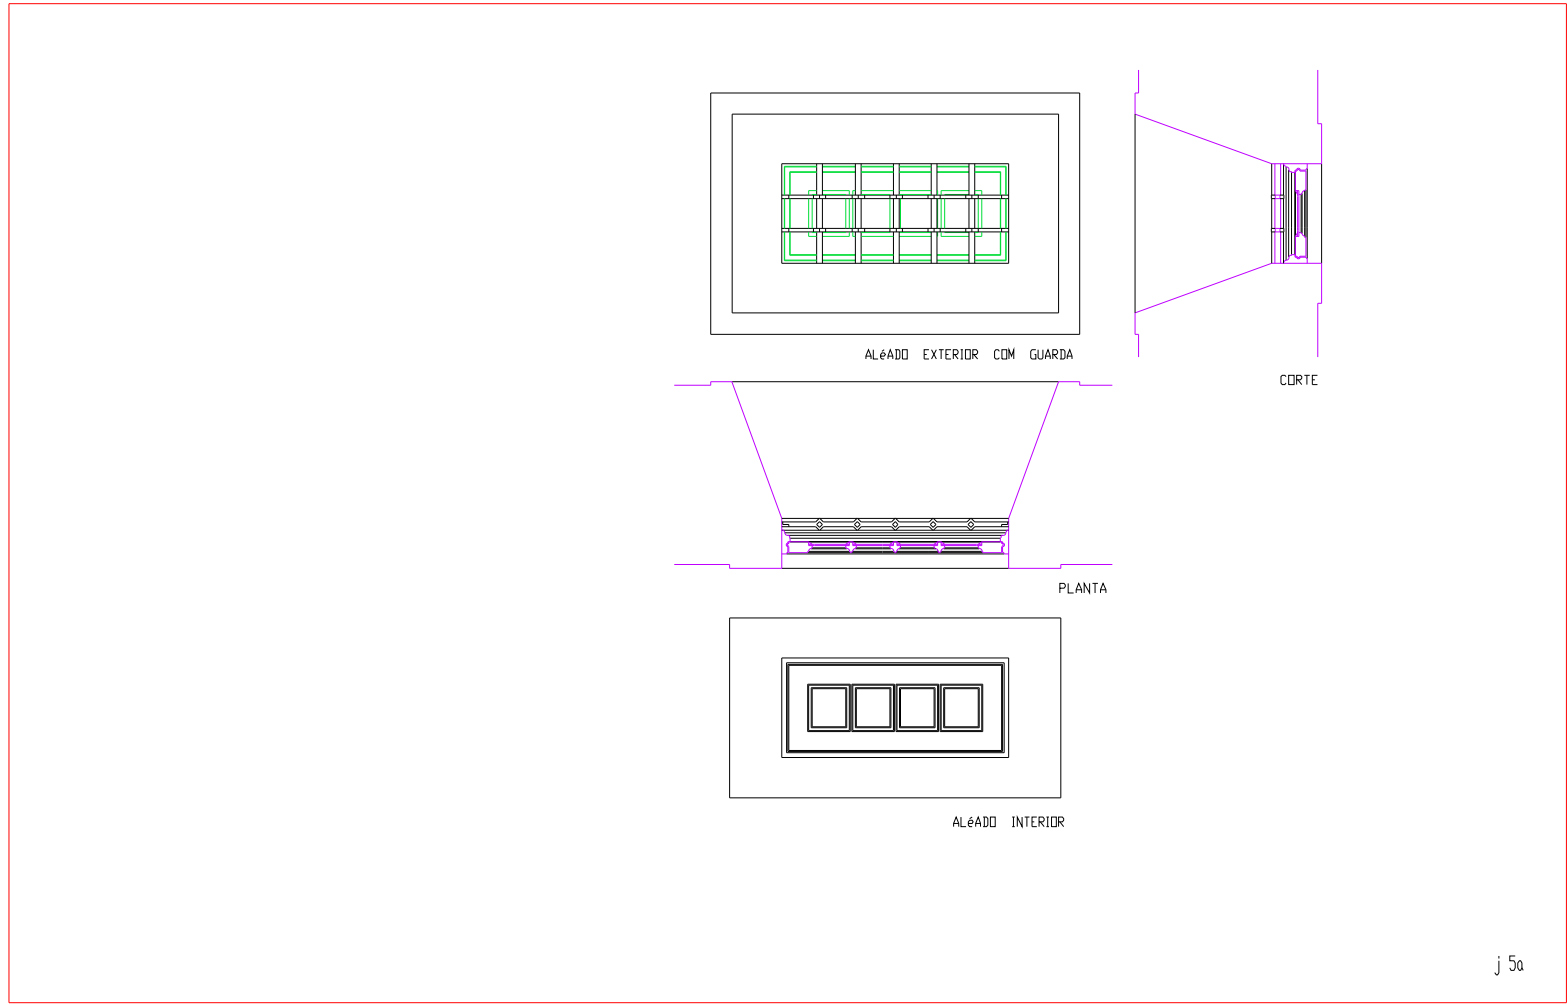 ALéADO EXTERIOR COM GUARDA
CORTE
PLANTA
ALéADO INTERIOR
j 5a